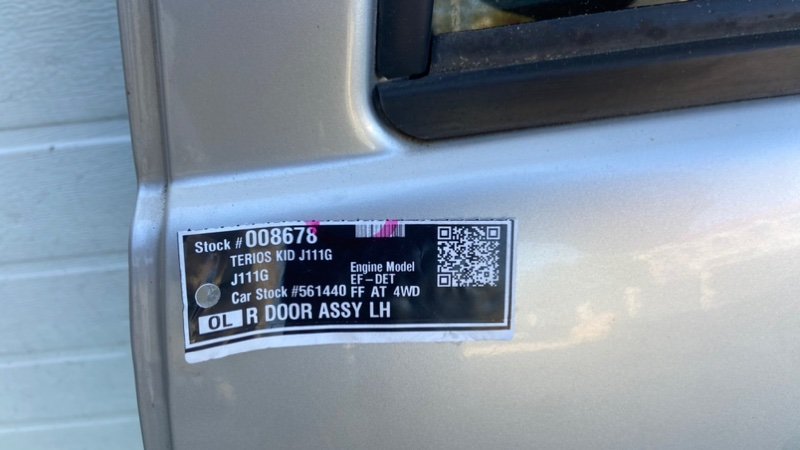 Stock # 008678
TERIOS KID J111G
J111G
Engine Model
EF-DET
Car Stock #561440 FF AT 4WD
OL R DOOR ASSY LH